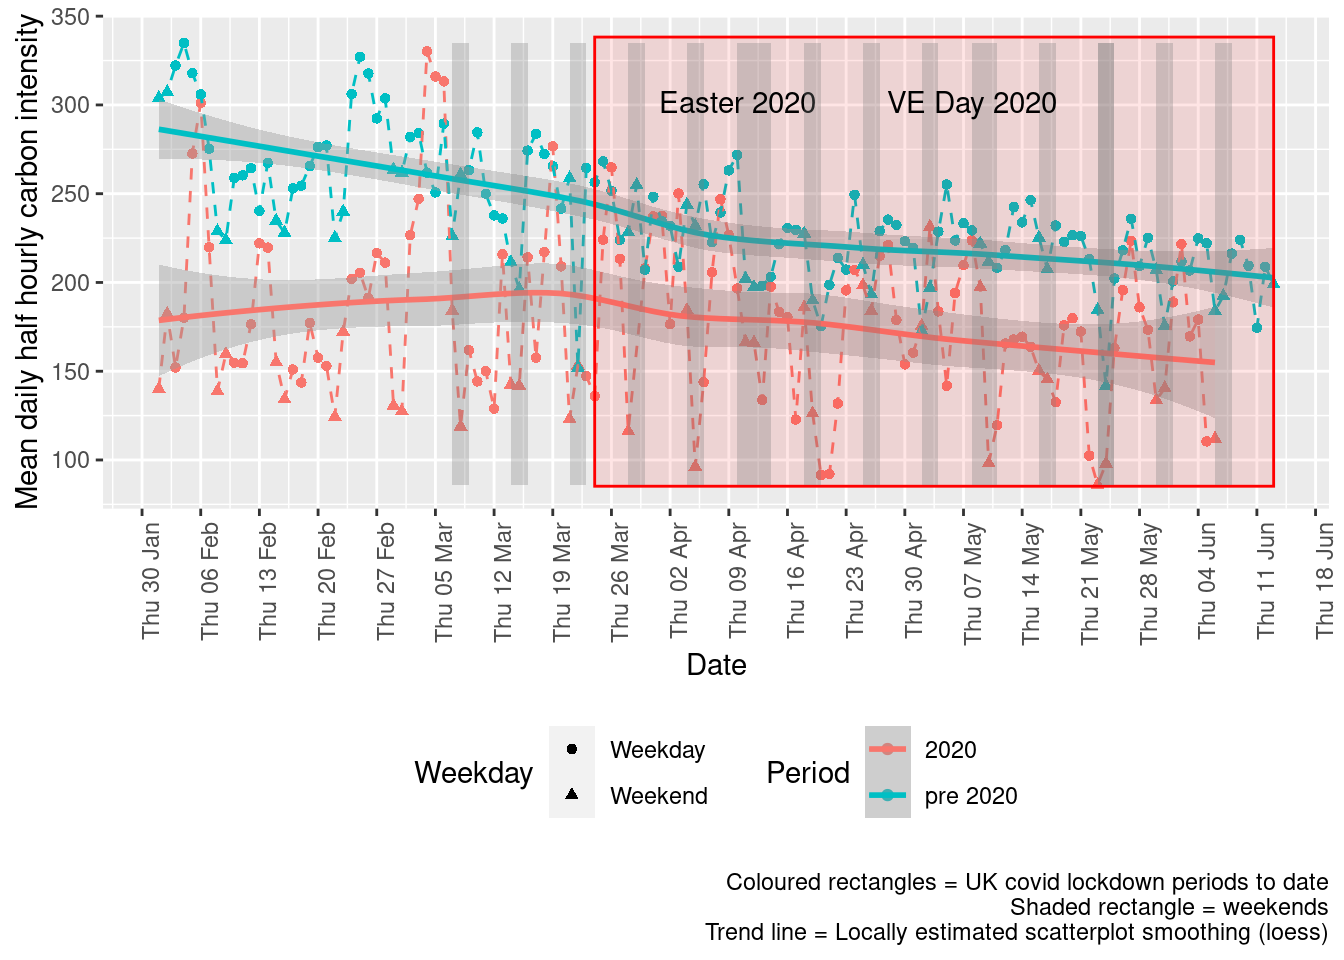 Mean daily half hourly carbon intensity
350
300
250
200
150
100
Easter 2020
VE Day 2020
Thu 30 Jan
Thu 06 Feb
Thu 13 Feb
Thu 20 Feb
Thu 27 Feb
Thu 05 Mar
Thu 12 Mar
Thu 19 Mar
Thu 26 Mar
Thu 02 Apr
Thu 09 Apr
Thu 16 Apr
Thu 23 Apr
Thu 30 Apr
Thu 07 May
Thu 14 May
Thu 21 May
Thu 28 May
Thu 04 Jun
Thu 11 Jun
Thu 18 Jun
Date
Weekday
Weekday
Weekend
Period
2020
pre 2020
Coloured rectangles = UK covid lockdown periods to date
Shaded rectangle = weekends
Trend line = Locally estimated scatterplot smoothing (loess)